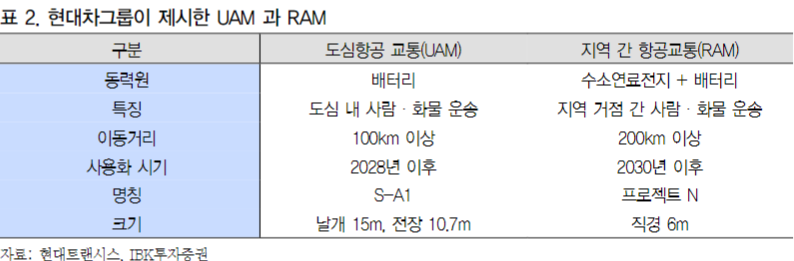 표 2. 현대차그룹이 제시한 UAM 과 RAM
구분 도심항공 교통(UAM) 지역 간 항공교통(RAM)
동력원 배터리 수소연료전지 + 배터리
특징 도심 내 사람 · 화물 운송 지역 거점 간 사람 · 화물 운송
이동거리 100km 이상 200km 이상
사용화 시기 2028년 이후 2030년 이후
명칭 S-A1 프로젝트 N
크기 날개 15m, 전장 10.7m 직경 6m
자료: 현대트랜시스, IBK투자증권